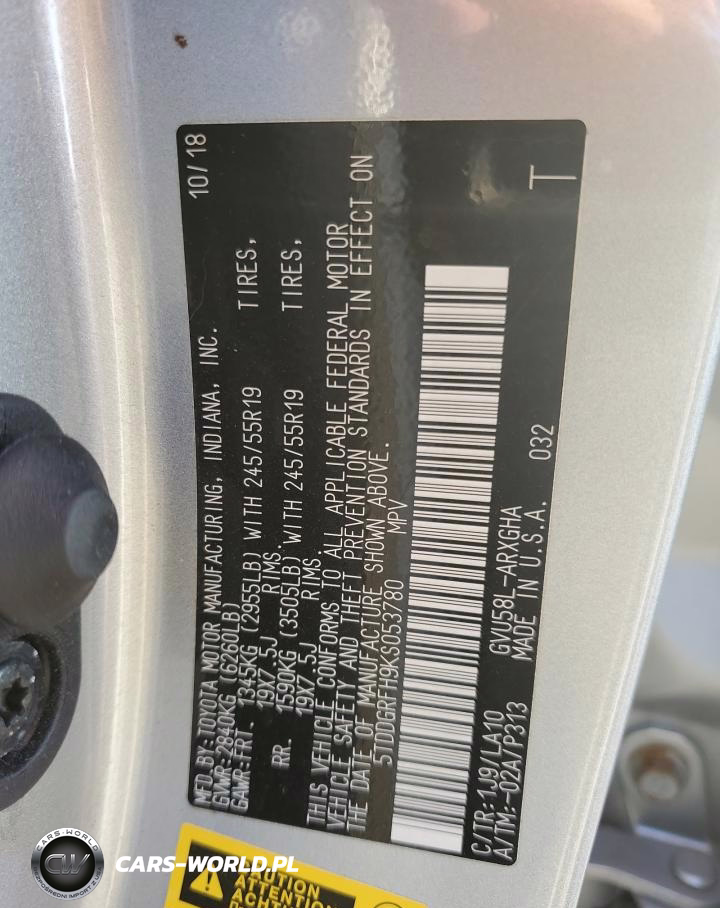 MFD.BY:TOYOTA MOTOR MANUFACTURING, INDIANA, INC. 10/18
GVWR-2840KG (6260LB)
GAWR-FRT 1345KG (2955LB) WITH 245/55R19 TIRES,
19X7.5J RIMS.
RR. 1590KG (3505LB) WITH 245/55R19 TIRES,
19X7.5J RIMS.
THIS VEHICLE CONFORMS TO ALL APPLICABLE FEDERAL MOTOR
VEHICLE SAFETY AND THEFT PREVENTION STANDARDS IN EFFECT ON
THE DATE OF MANUFACTURE SHOWN ABOVE.
5TDDGRFH9KS053780 MPV
C/TR:1J9/LA10 GVU58L-ARXGHA
A/TM:-02A/P313 MADE IN U.S.A. 032 T
CAUTION
ATTENTION
CARS-WORLD
CW
CARS-WORLD.PL